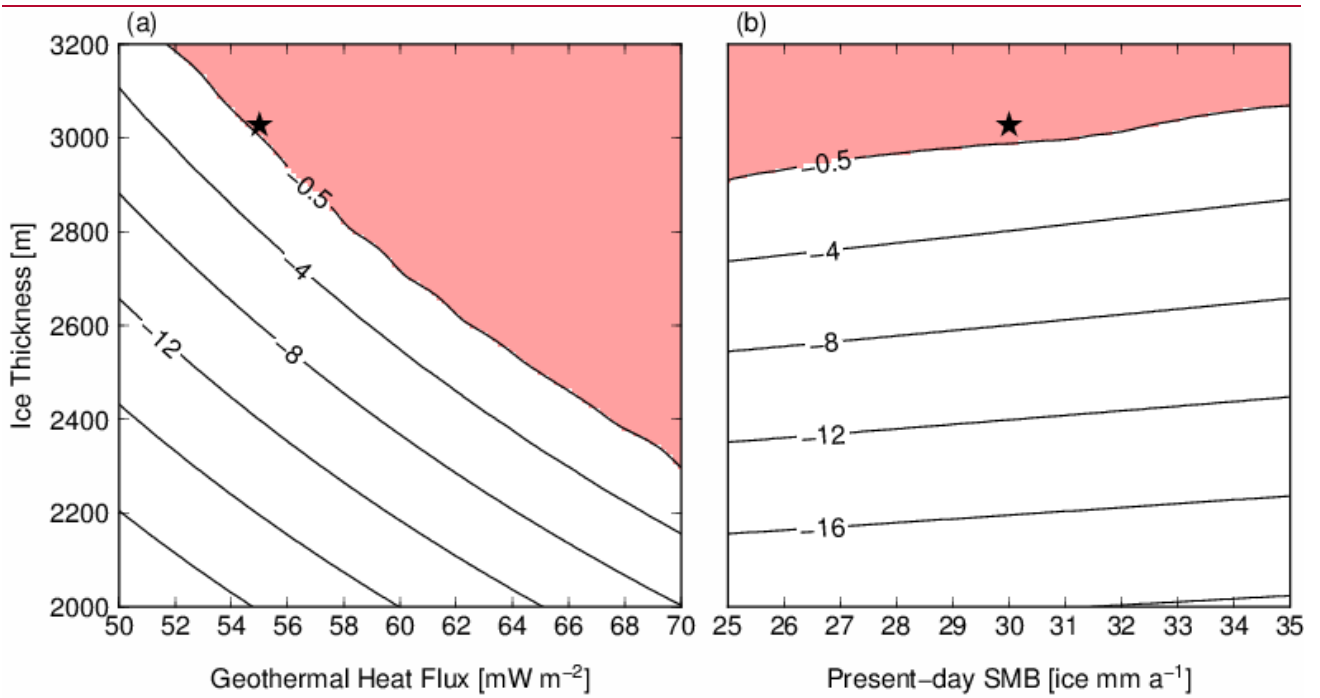 (a) (b)
3200
3000
2800
2600
2400
2200
2000
Ice Thickness [m]
−0.5
−4
−8
−12
50 52 54 56 58 60 62 64 66 68 70
Geothermal Heat Flux [mW m⁻²]
−0.5
−4
−8
−12
−16
25 26 27 28 29 30 31 32 33 34 35
Present−day SMB [ice mm a⁻¹]